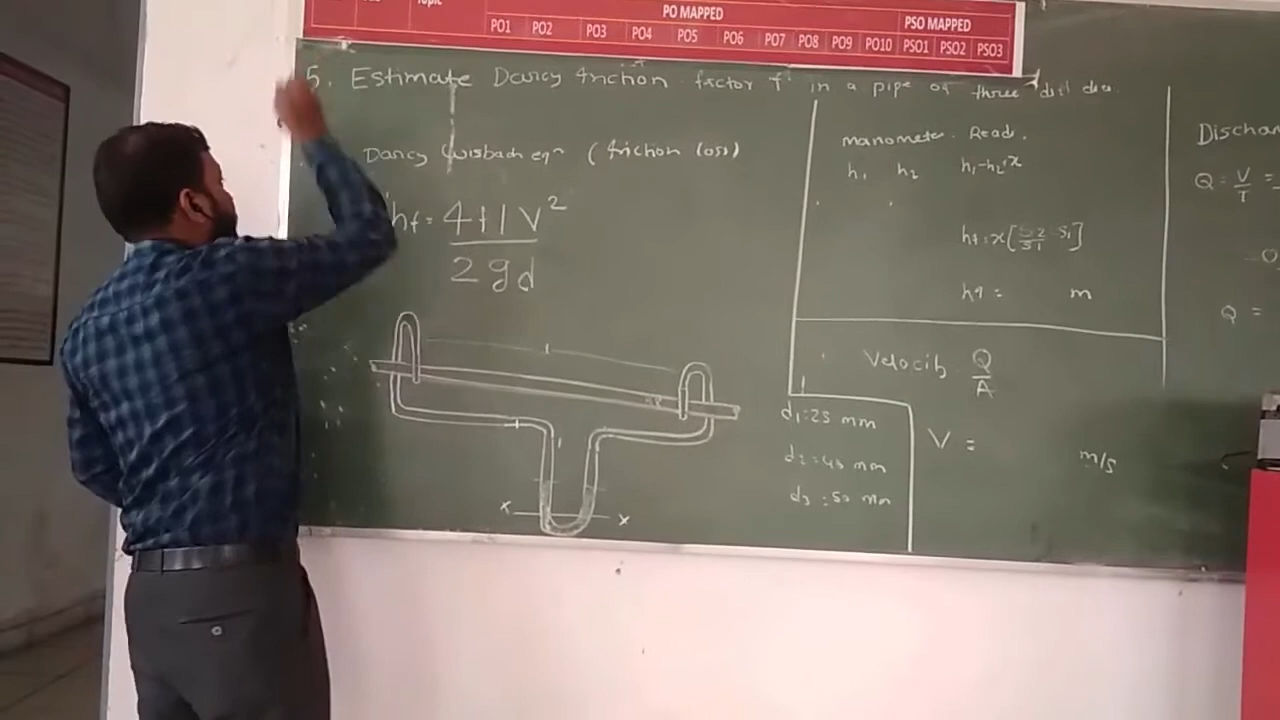 Topic
PO MAPPED
PSO MAPPED
PO1 PO2 PO3 PO4 PO5 PO6 PO7 PO8 PO9 PO10 PSO1 PSO2 PSO3
5. Estimate Darcy friction factor f in a pipe of three diff dia.
Darcy Wisbach eqn (friction loss)
hf = 4flV²
2gd
x x
manometer. Read.
h₁ h₂ h₁-h₂=x
hf = x[S2/S1 - S₁]
hf = m
Velocity Q/A
V = m/s
d₁=25 mm
d₂=40 mm
d₃=50 mm
Q = V/T =
Q =